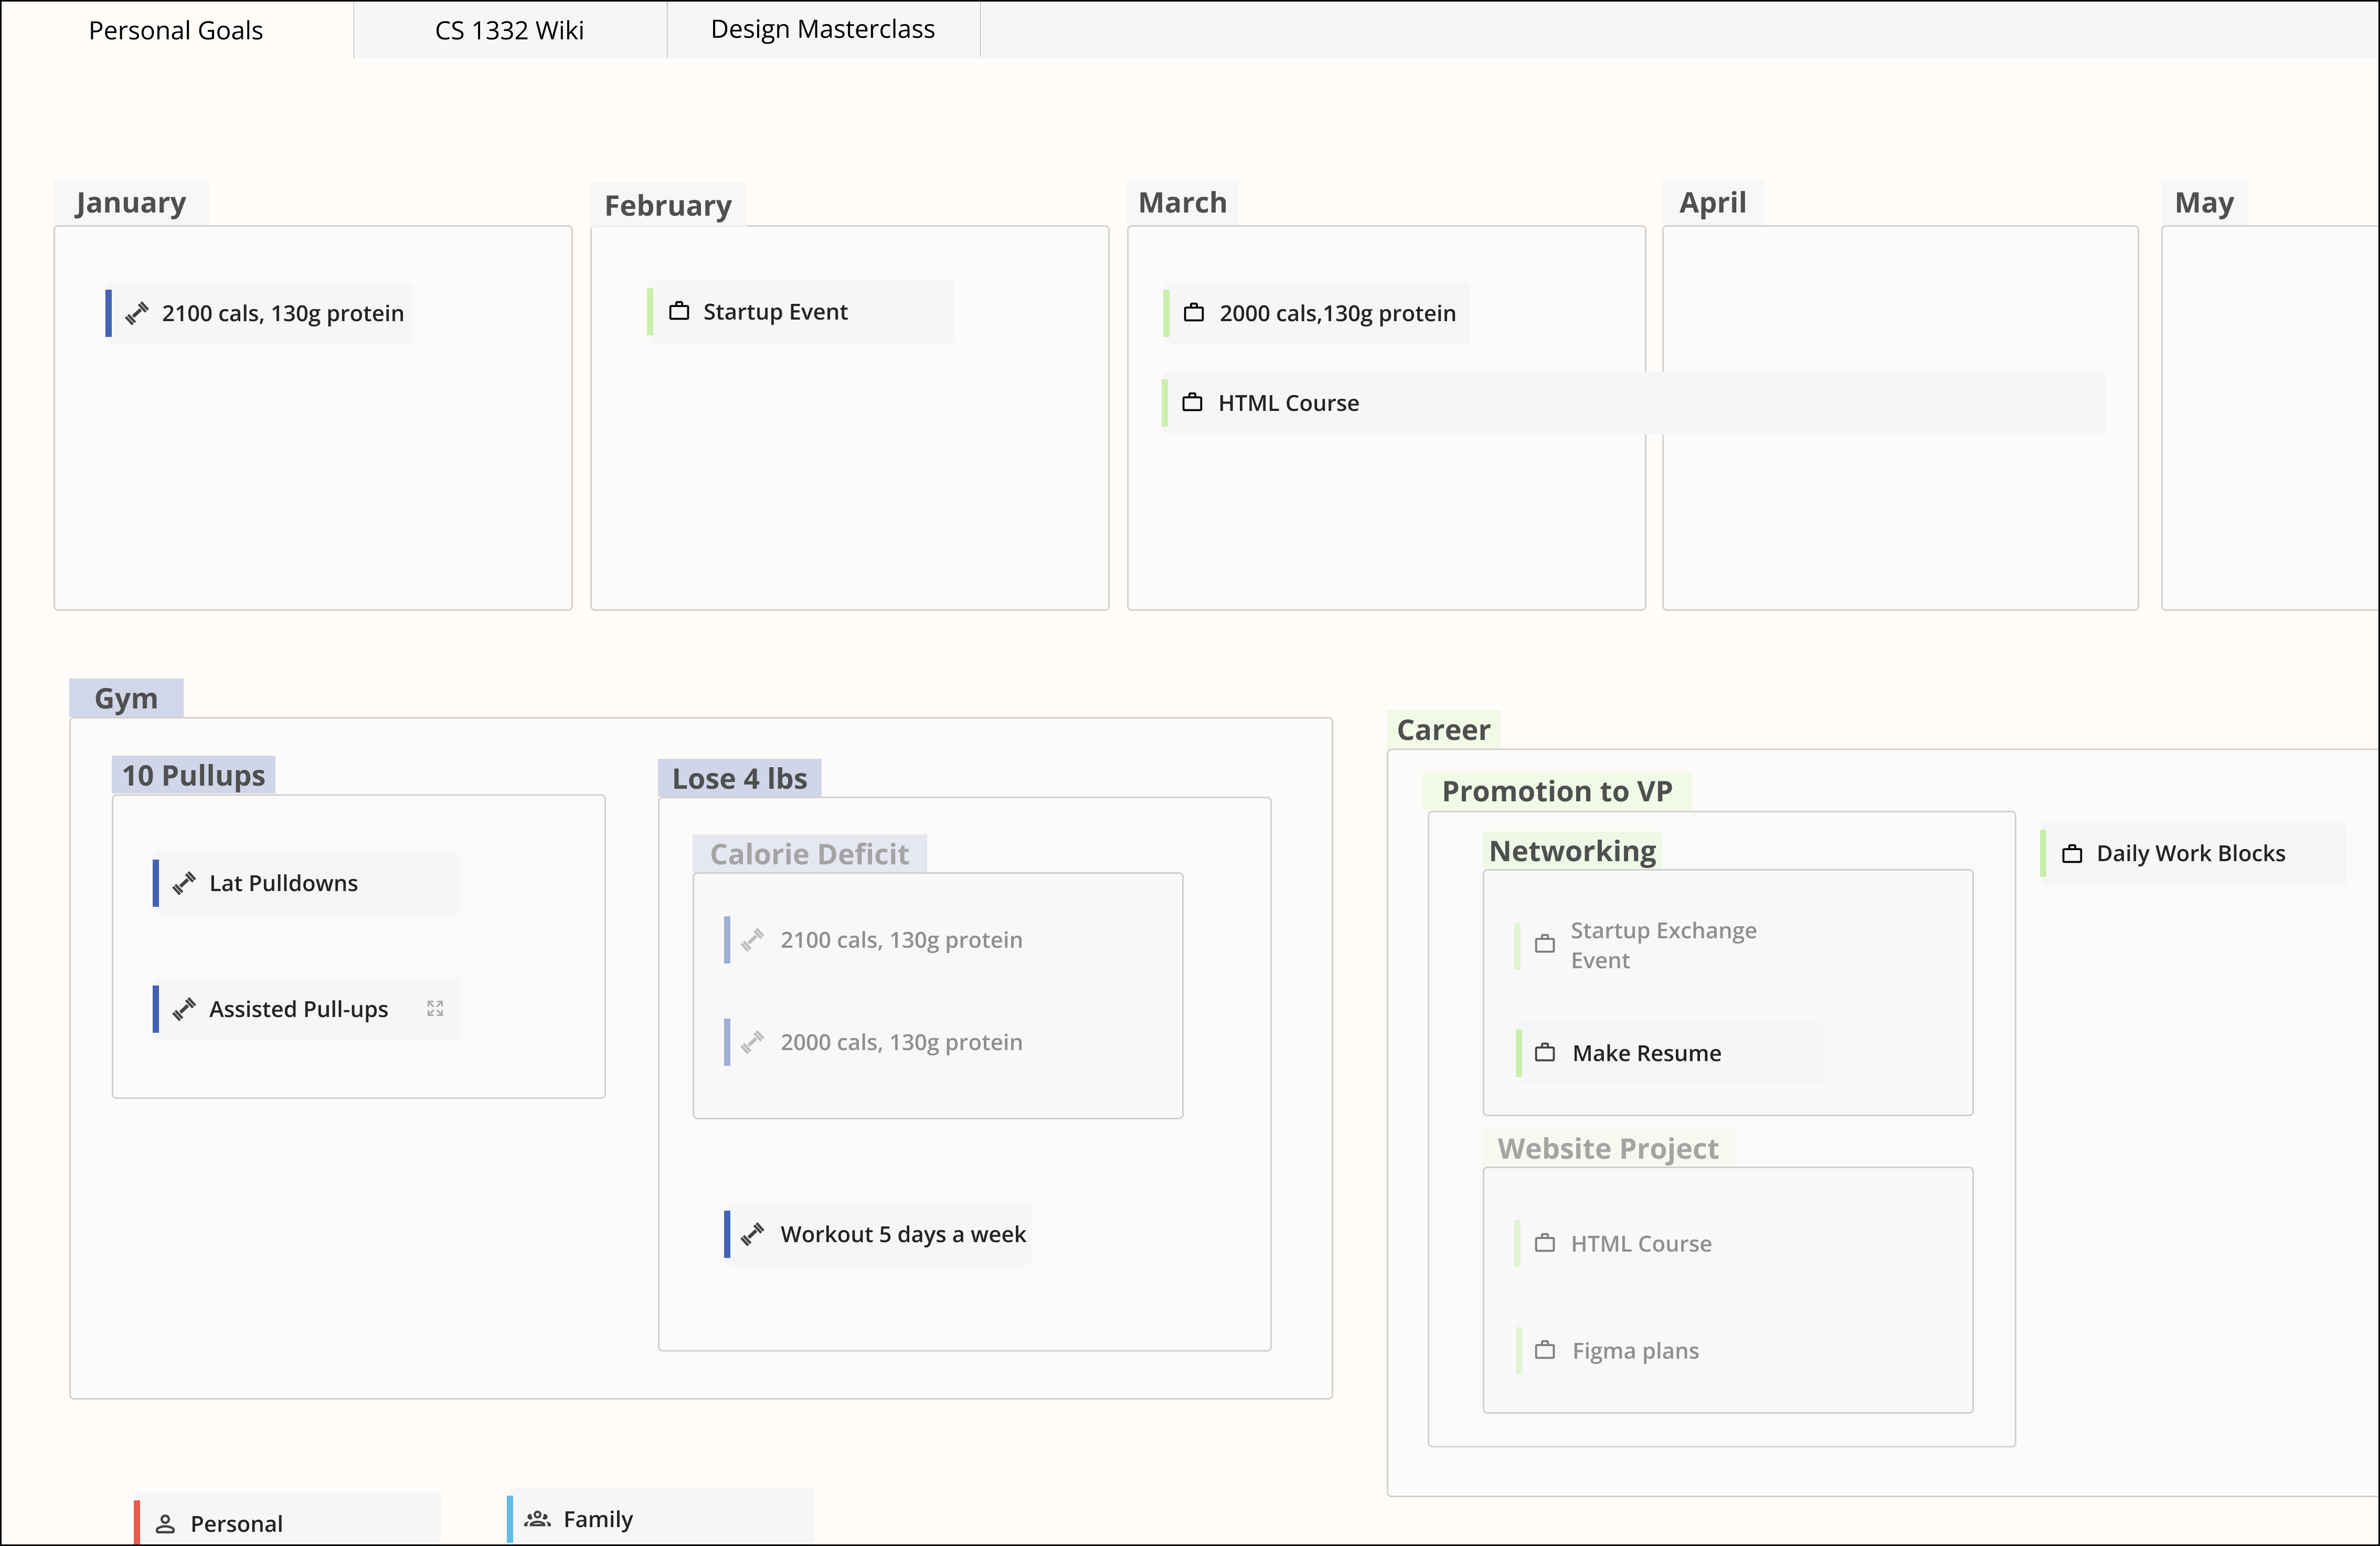 Personal Goals
CS 1332 Wiki
Design Masterclass
January
February
March
April
May
2100 cals, 130g protein
Startup Event
2000 cals,130g protein
HTML Course
Gym
10 Pullups
Lat Pulldowns
Assisted Pull-ups
Lose 4 lbs
Calorie Deficit
2100 cals, 130g protein
2000 cals, 130g protein
Workout 5 days a week
Career
Promotion to VP
Networking
Startup Exchange
Event
Make Resume
Website Project
HTML Course
Figma plans
Daily Work Blocks
Personal
Family